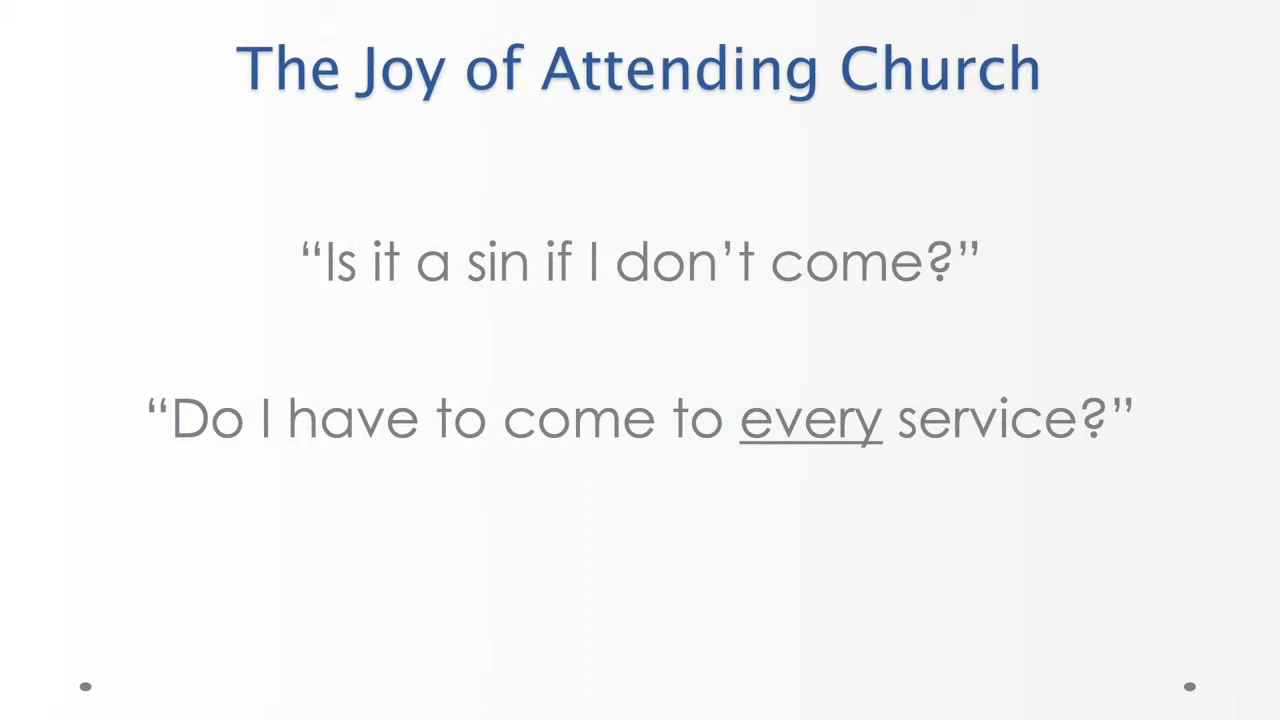 The Joy of Attending Church
“Is it a sin if I don’t come?”
“Do I have to come to every service?”